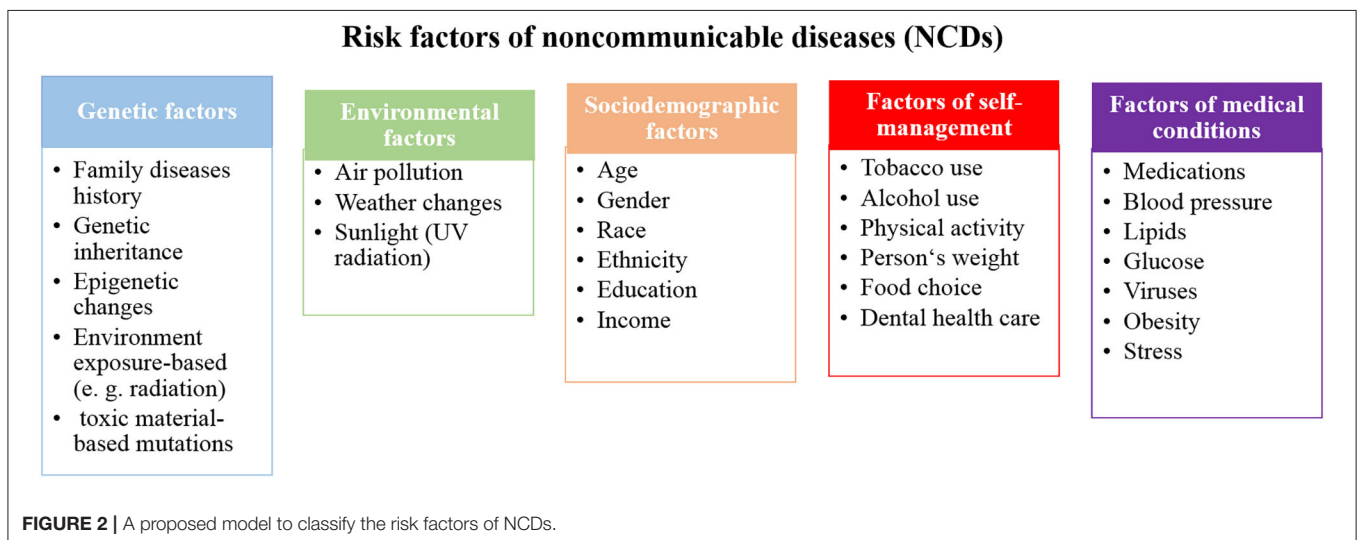 Risk factors of noncommunicable diseases (NCDs)
Genetic factors
• Family diseases
history
• Genetic
inheritance
• Epigenetic
changes
• Environment
exposure-based
(e. g. radiation)
• toxic material-
based mutations
Environmental
factors
• Air pollution
• Weather changes
• Sunlight (UV
radiation)
Sociodemographic
factors
• Age
• Gender
• Race
• Ethnicity
• Education
• Income
Factors of self-
management
• Tobacco use
• Alcohol use
• Physical activity
• Person‘s weight
• Food choice
• Dental health care
Factors of medical
conditions
• Medications
• Blood pressure
• Lipids
• Glucose
• Viruses
• Obesity
• Stress
FIGURE 2 | A proposed model to classify the risk factors of NCDs.